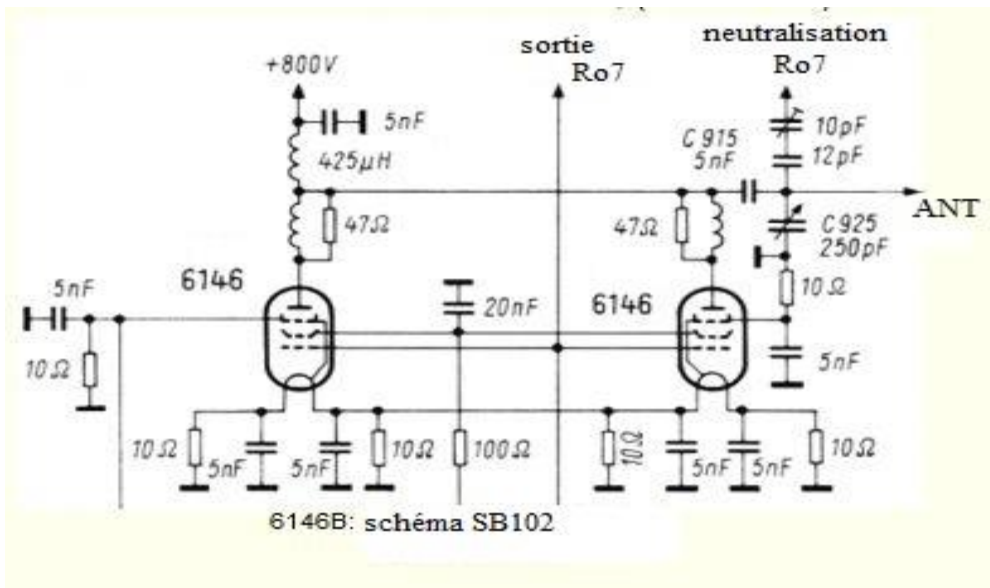 sortie
Ro7
neutralisation
Ro7
+800V
5nF
425µH
C 915
5nF
10pF
12pF
ANT
47Ω
47Ω
C 925
250pF
5nF
6146
20nF
6146
10Ω
10Ω
5nF
10Ω
5nF
5nF
10Ω
100Ω
10Ω
5nF
5nF
10Ω
6146B: schéma SB102